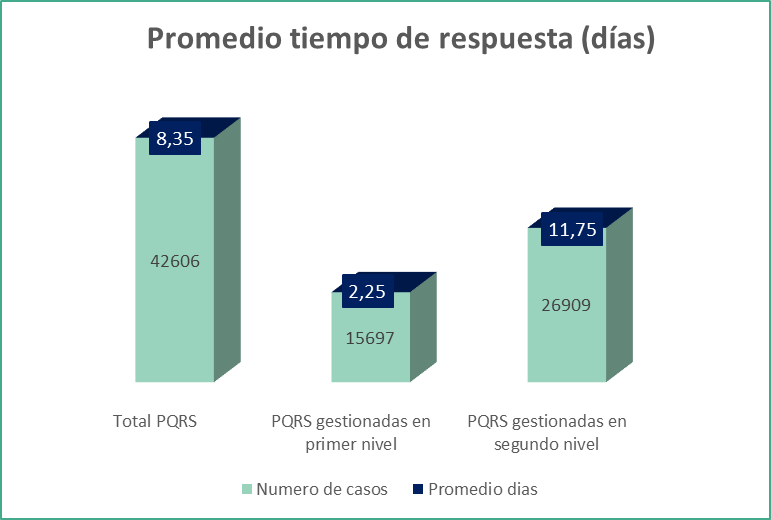 Promedio tiempo de respuesta (días)
8,35
42606
2,25
15697
11,75
26909
Total PQRS
PQRS gestionadas en
primer nivel
PQRS gestionadas en
segundo nivel
Numero de casos
Promedio dias